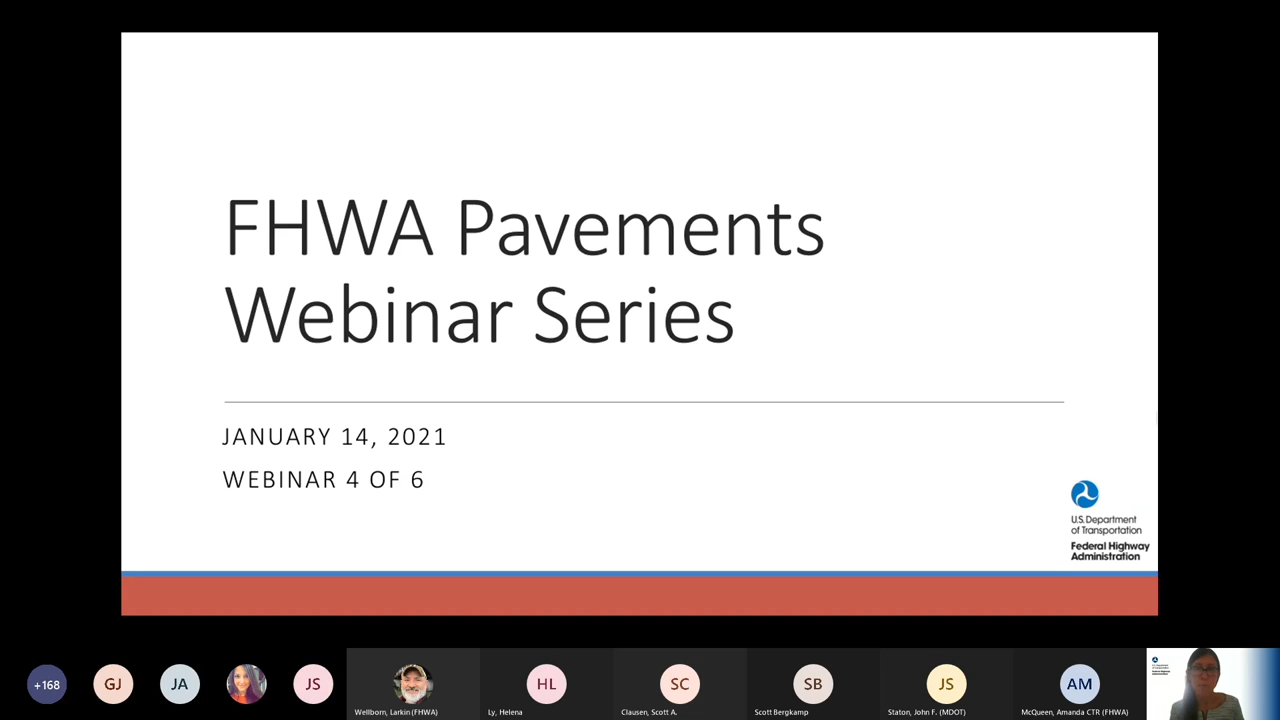 FHWA Pavements
Webinar Series
JANUARY 14, 2021
WEBINAR 4 OF 6
U.S. Department
of Transportation
Federal Highway
Administration
+168
GJ
JA
JS
Wellborn, Larkin (FHWA)
HL
Ly, Helena
SC
Clausen, Scott A.
SB
Scott Bergkamp
JS
Staton, John F. (MDOT)
AM
McQueen, Amanda CTR (FHWA)